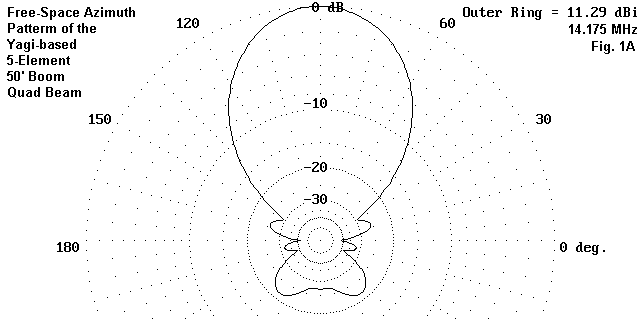 Free-Space Azimuth
Patterm of the
Yagi-based
5-Element
50' Boom
Quad Beam
0 dB
Outer Ring = 11.29 dBi
14.175 MHz
Fig. 1A
120
60
-10
150
30
-20
-30
180
0 deg.